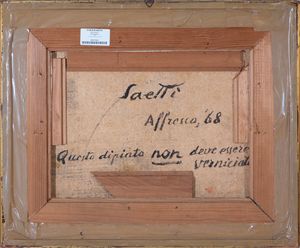 Saetti
Affresco, '68
Questo dipinto non deve essere
verniciato